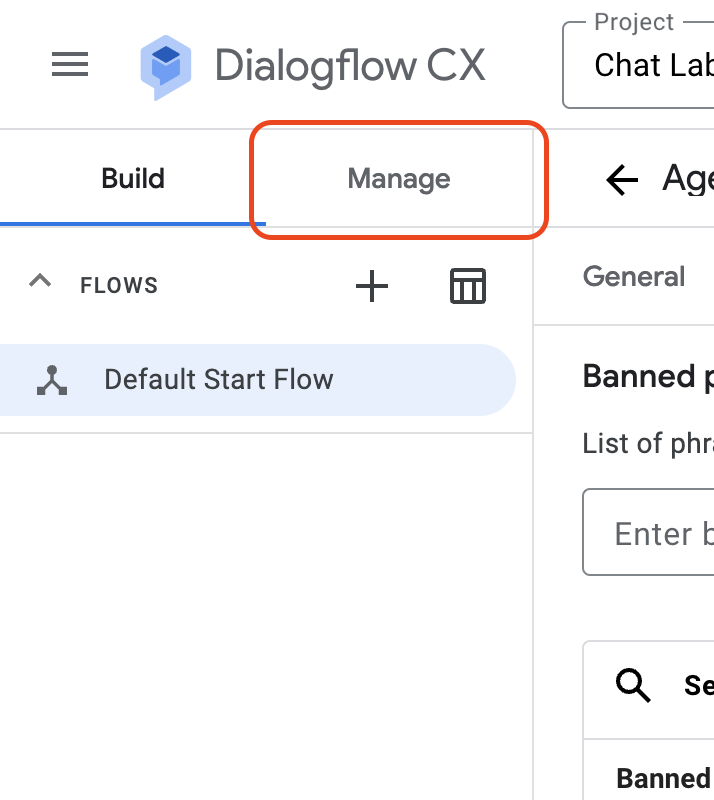 Dialogflow CX
Project
Chat Lab
Build
Manage
FLOWS
Default Start Flow
Age
General
Banned p
List of phra
Enter b
Se
Banned